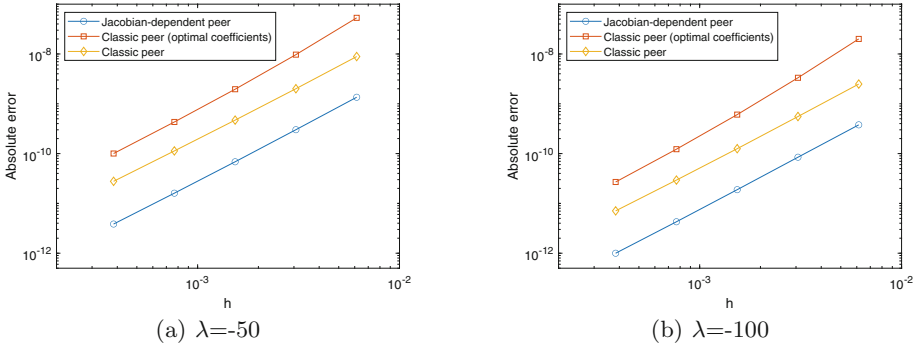 Jacobian-dependent peer
Classic peer (optimal coefficients)
Classic peer
Absolute error
10^-8
10^-10
10^-12
10^-3
10^-2
h
(a) λ=-50
Jacobian-dependent peer
Classic peer (optimal coefficients)
Classic peer
Absolute error
10^-8
10^-10
10^-12
10^-3
10^-2
h
(b) λ=-100